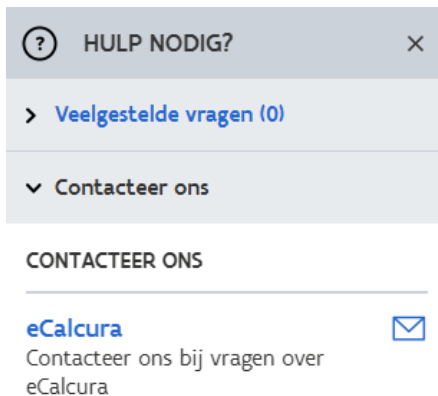 HULP NODIG?
Veelgestelde vragen (0)
Contacteer ons
CONTACTEER ONS
eCalcura
Contacteer ons bij vragen over
eCalcura